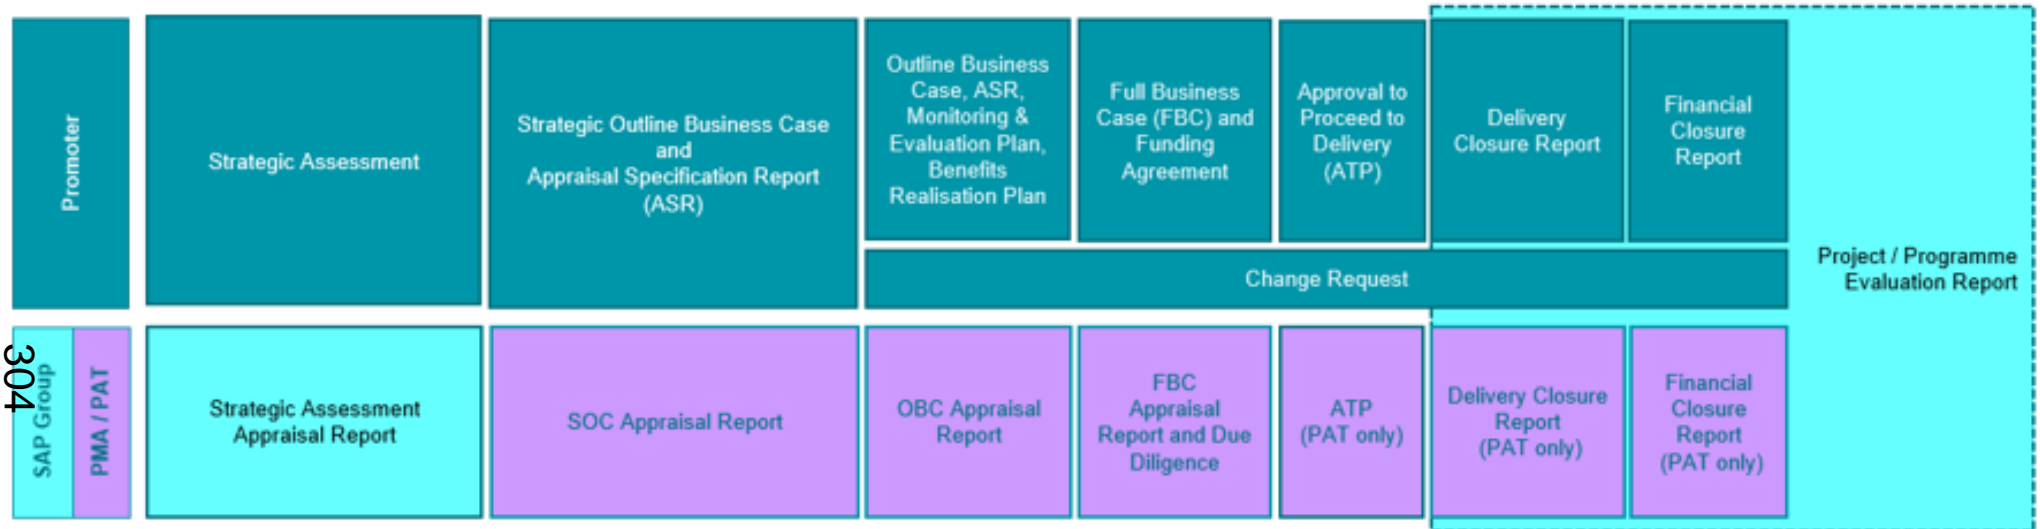 Promoter
Strategic Assessment
Strategic Outline Business Case
and
Appraisal Specification Report
(ASR)
Outline Business
Case, ASR,
Monitoring &
Evaluation Plan,
Benefits
Realisation Plan
Full Business
Case (FBC) and
Funding
Agreement
Approval to
Proceed to
Delivery
(ATP)
Delivery
Closure Report
Financial
Closure
Report
Change Request
Project / Programme
Evaluation Report
304
SAP Group
PMA / PAT
Strategic Assessment
Appraisal Report
SOC Appraisal Report
OBC Appraisal
Report
FBC
Appraisal
Report and Due
Diligence
ATP
(PAT only)
Delivery Closure
Report
(PAT only)
Financial
Closure
Report
(PAT only)